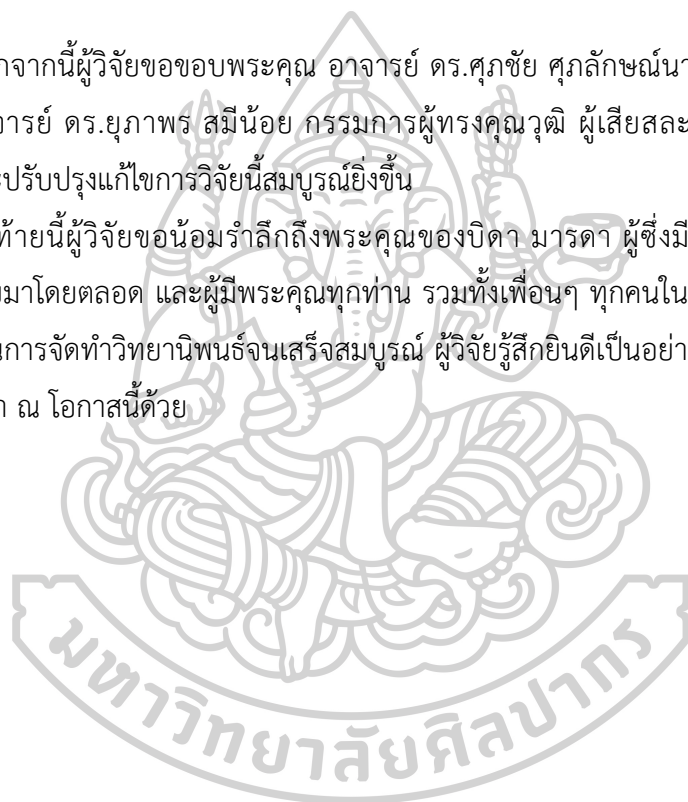 กจากนี้ผู้วิจัยขอขอบพระคุณ อาจารย์ ดร.ศุภชัย ศุภลักษณ์นา
จารย์ ดร.ยุภาพร สมีน้อย กรรมการผู้ทรงคุณวุฒิ ผู้เสียสละ
ะปรับปรุงแก้ไขการวิจัยนี้สมบูรณ์ยิ่งขึ้น
ท้ายนี้ผู้วิจัยขอน้อมรำลึกถึงพระคุณของบิดา มารดา ผู้ซึ่งมี
มาโดยตลอด และผู้มีพระคุณทุกท่าน รวมทั้งเพื่อนๆ ทุกคนใน
นการจัดทำวิทยานิพนธ์จนเสร็จสมบูรณ์ ผู้วิจัยรู้สึกยินดีเป็นอย่า
ณ โอกาสนี้ด้วย
มหาวิทยาลัยศิลปากร